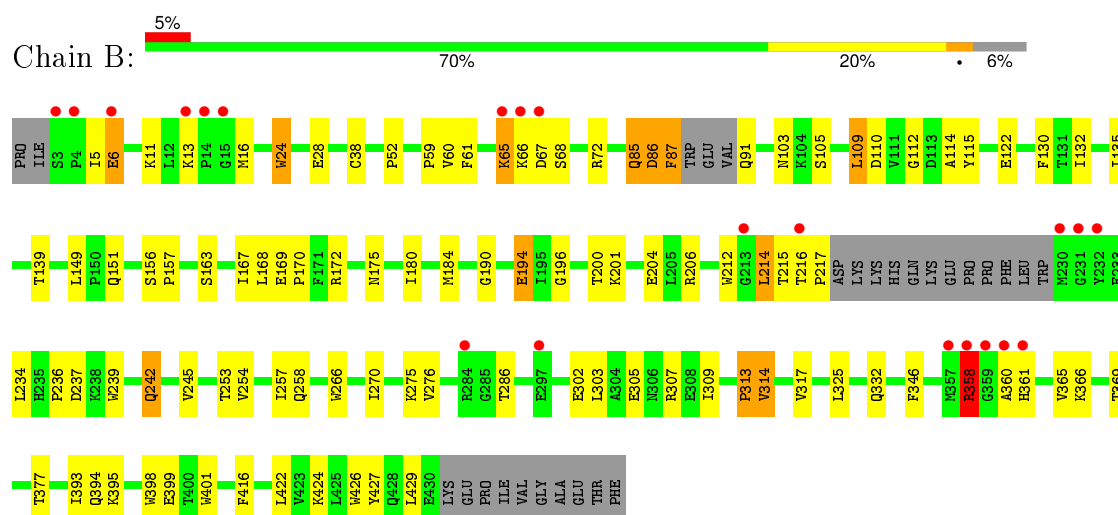 5%
Chain B:
70% 20% • 6%
PRO ILE S3 P4 I5 E6 K11 L12 K13 P14 G15 M16 W24 E28 C38 P52 P59 V60 F61 K65 K66 D67 S68 R72 Q85 D86 F87 TRP GLU VAL Q91 N103 K104 S105 L109 D110 V111 G112 D113 A114 Y115 E122 F130 T131 I132 I135
T139 L149 P150 Q151 S156 P157 S163 I167 L168 E169 P170 F171 R172 N175 I180 M184 G190 E194 I195 G196 T200 K201 E204 L205 R206 W212 G213 L214 T215 T216 P217 ASP LYS LYS HIS GLN LYS GLU PRO PRO PHE LEU TRP M230 G231 Y232 E233
L234 H235 P236 D237 K238 W239 Q242 V245 T253 V254 I257 Q258 W266 I270 K275 V276 R284 G285 T286 E297 E302 L303 A304 E305 N306 R307 E308 I309 P313 V314 V317 L325 Q332 F346 M357 R358 G359 A360 H361 V365 K366 T369
T377 I393 Q394 K395 W398 E399 T400 W401 F416 L422 V423 K424 L425 W426 Y427 Q428 L429 E430 LYS GLU PRO ILE VAL GLY ALA GLU THR PHE